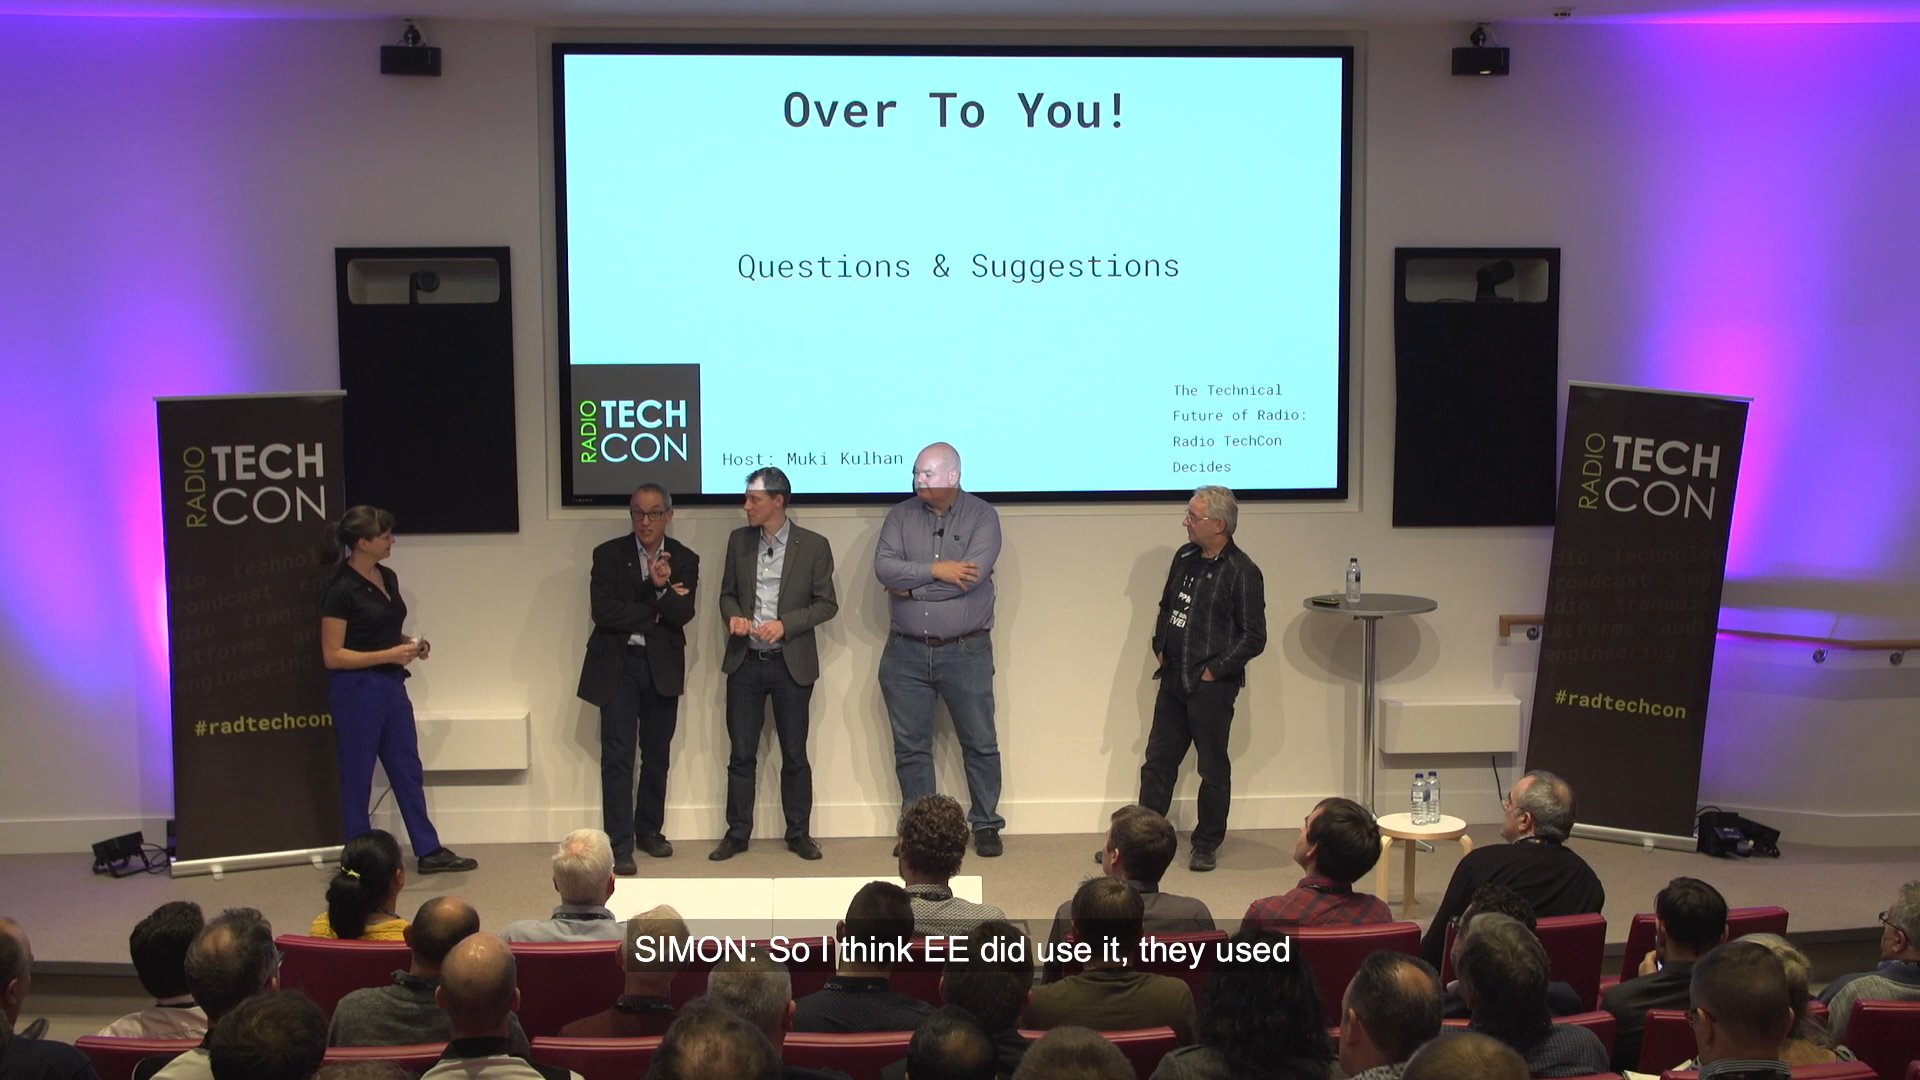 Over To You!
Questions & Suggestions
The Technical
Future of Radio:
Radio TechCon
Decides
Host: Muki Kulhan
RADIO
TECH
CON
RADIO
TECH
CON
#radtechcon
RADIO
TECH
CON
#radtechcon
SIMON: So I think EE did use it, they used